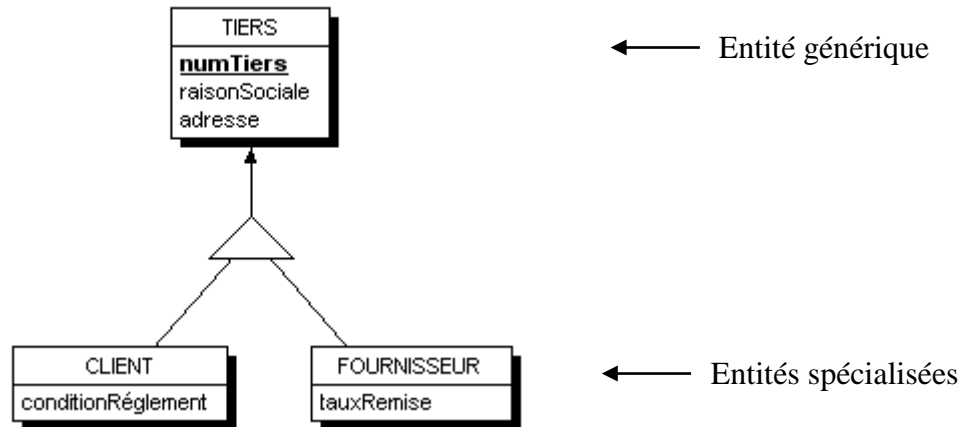 TIERS
Entité générique
numTiers
raisonSociale
adresse
CLIENT
FOURNISSEUR
Entités spécialisées
conditionRéglement
tauxRemise